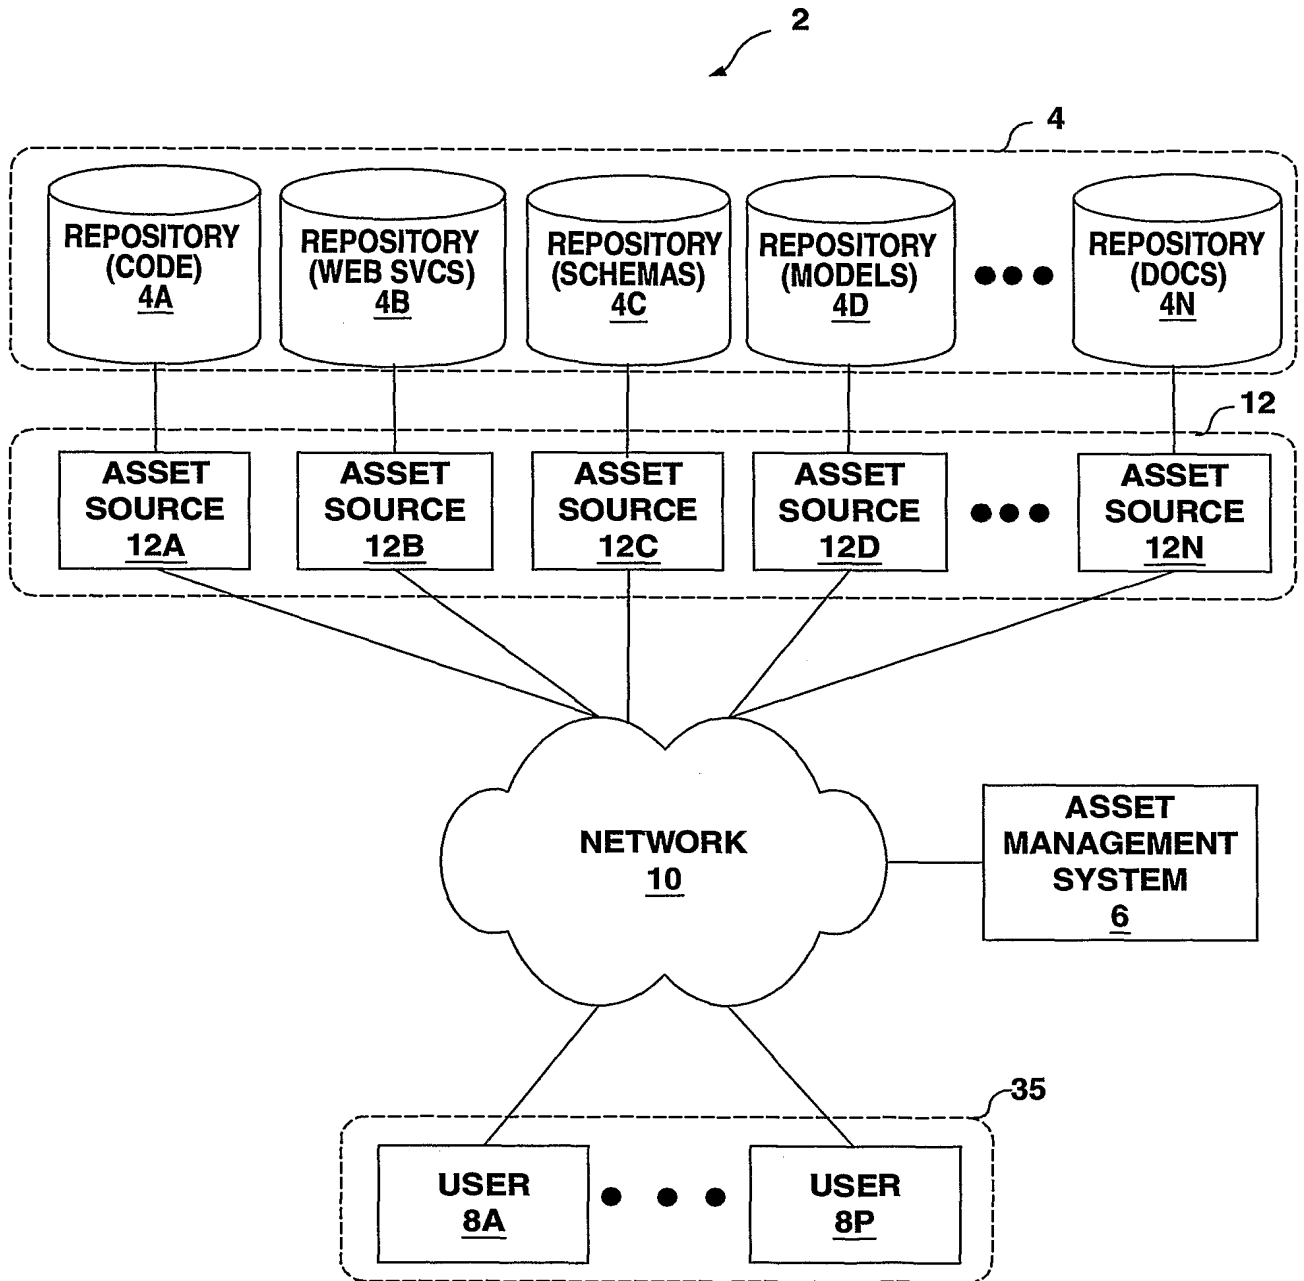 2
4
REPOSITORY
(CODE)
4A
REPOSITORY
(WEB SVCS)
4B
REPOSITORY
(SCHEMAS)
4C
REPOSITORY
(MODELS)
4D
REPOSITORY
(DOCS)
4N
12
ASSET
SOURCE
12A
ASSET
SOURCE
12B
ASSET
SOURCE
12C
ASSET
SOURCE
12D
ASSET
SOURCE
12N
NETWORK
10
ASSET
MANAGEMENT
SYSTEM
6
35
USER
8A
USER
8P